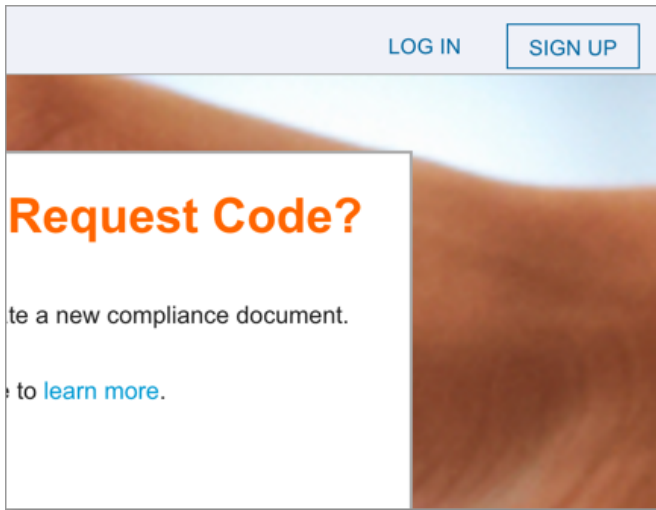 LOG IN SIGN UP
Request Code?
te a new compliance document.
to learn more.